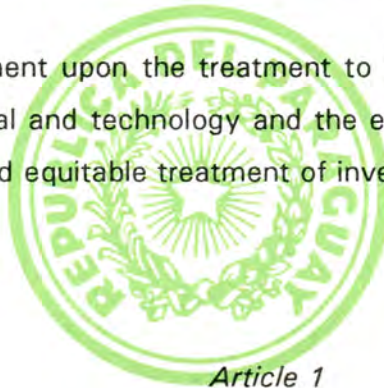 ment upon the treatment to
al and technology and the e
d equitable treatment of inve
REPUBLICA DEL PARAGUAY
Article 1